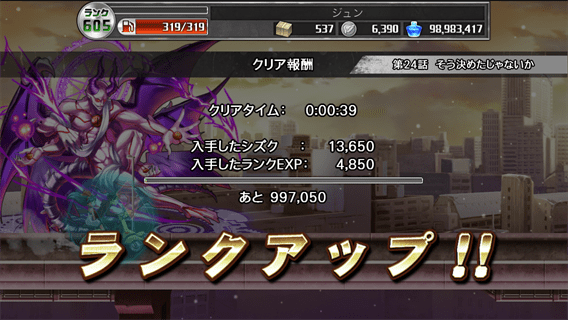 ランク
605
319/319
ジュン
537
6,390
98,983,417
クリア報酬
第24話 そう決めたじゃないか
クリアタイム: 0:00:39
入手したシズク : 13,650
入手したランクEXP: 4,850
あと 997,050
ランクアップ!!